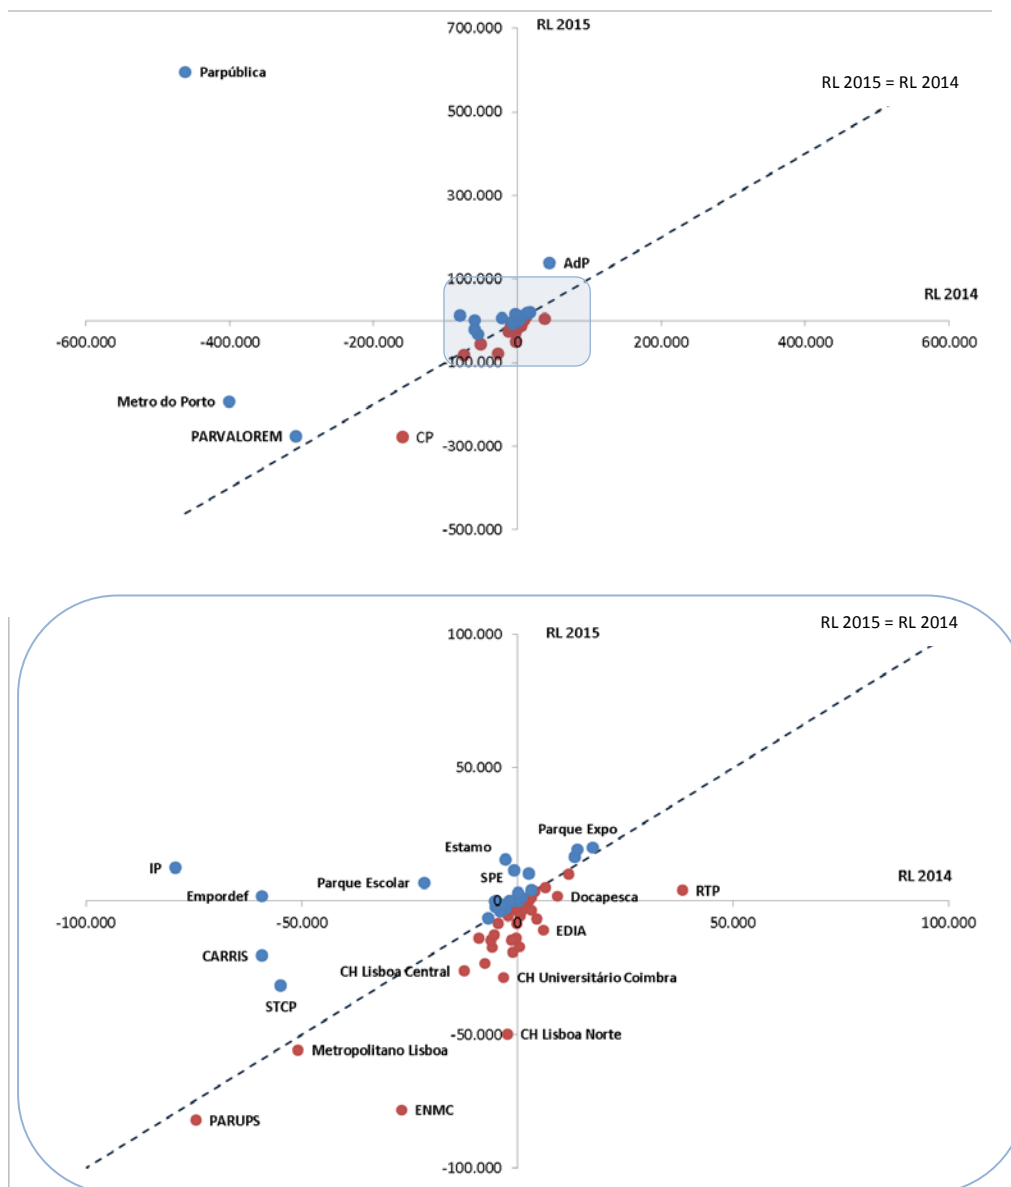 700.000
RL 2015
Parpública
RL 2015 = RL 2014
500.000
300.000
AdP
100.000
RL 2014
-600.000
-400.000
-200.000
0
200.000
400.000
600.000
-100.000
Metro do Porto
PARVALOREM
CP
-300.000
-500.000
100.000
RL 2015
RL 2015 = RL 2014
50.000
Parque Expo
Estamo
IP
SPE
RL 2014
Parque Escolar
Empordef
0
Docapesca
RTP
-100.000
-50.000
0
50.000
100.000
EDIA
CARRIS
CH Lisboa Central
CH Universitário Coimbra
STCP
-50.000
CH Lisboa Norte
Metropolitano Lisboa
ENMC
PARUPS
-100.000